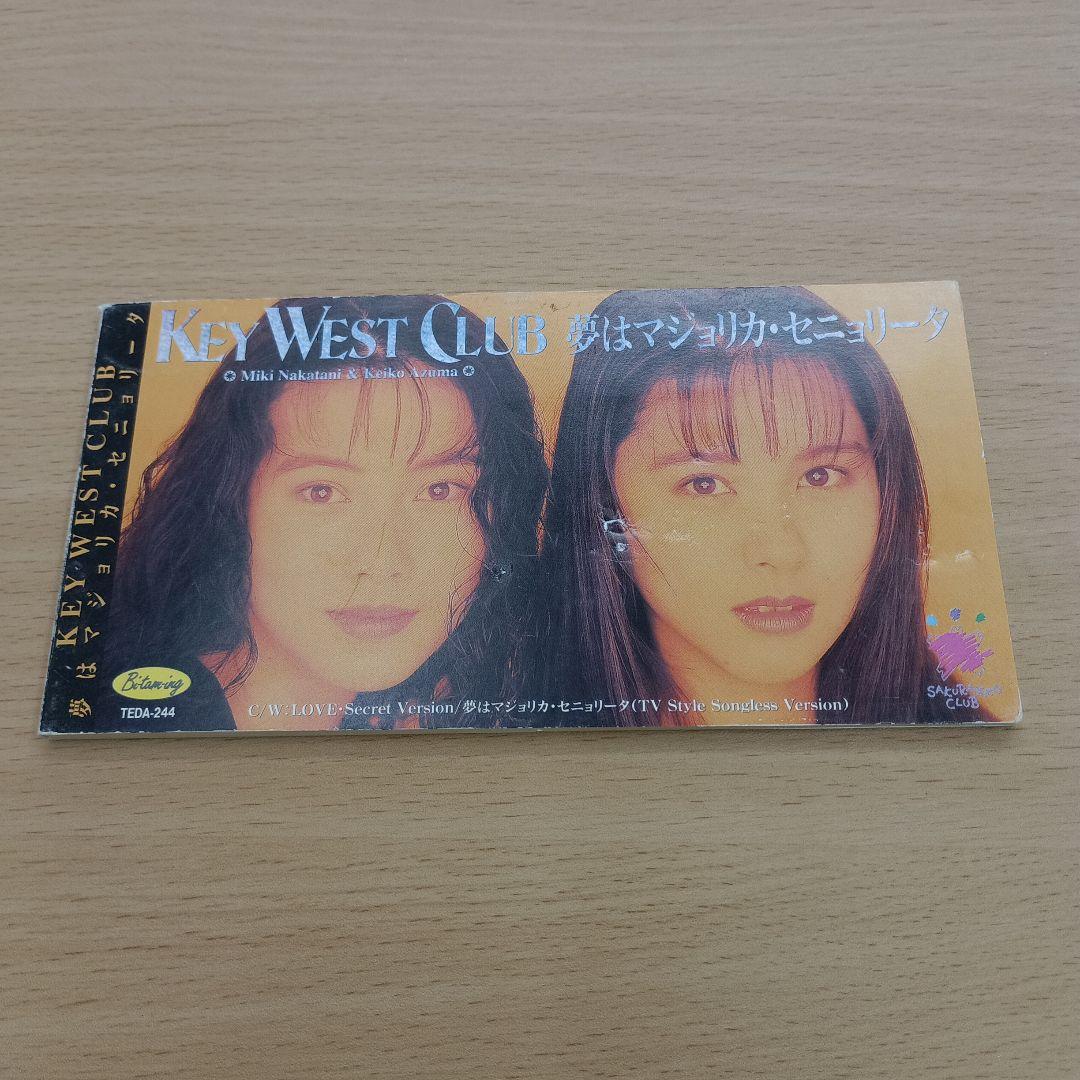 KEY WEST CLUB 夢はマジョリカ・セニョリータ
✪ Miki Nakatani & Keiko Azuma ✪
KEY WEST CLUB
夢はマジョリカ・セニョリータ
Bi-tam-ing
TEDA-244
C/W:LOVE・Secret Version/夢はマジョリカ・セニョリータ(TV Style Songless Version)
CLUB